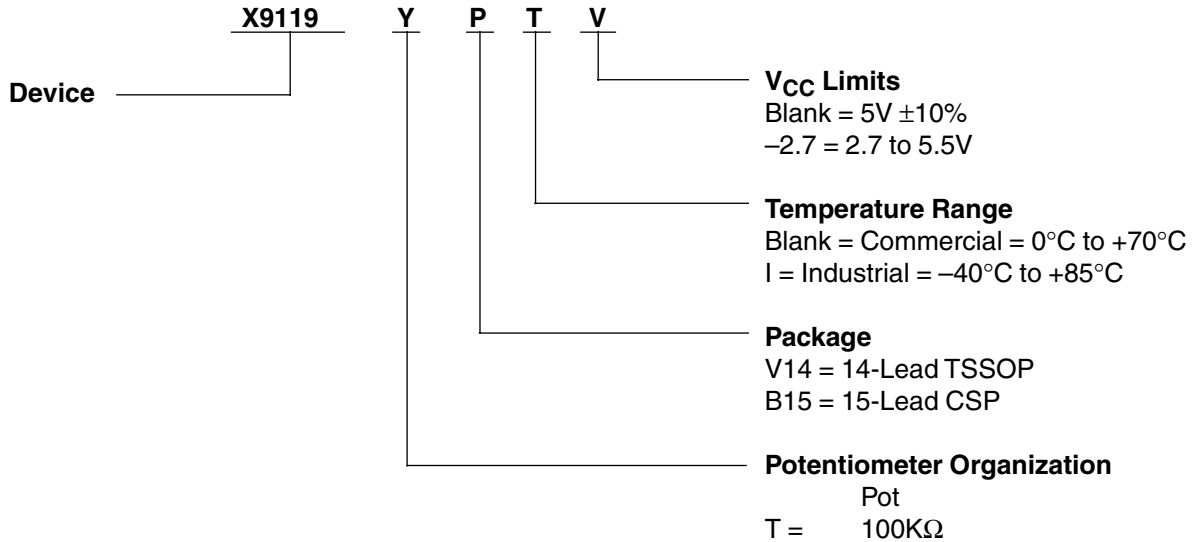 X9119 Y P T V
Device
VCC Limits
Blank = 5V ±10%
–2.7 = 2.7 to 5.5V
Temperature Range
Blank = Commercial = 0°C to +70°C
I = Industrial = –40°C to +85°C
Package
V14 = 14-Lead TSSOP
B15 = 15-Lead CSP
Potentiometer Organization
Pot
T = 100KΩ